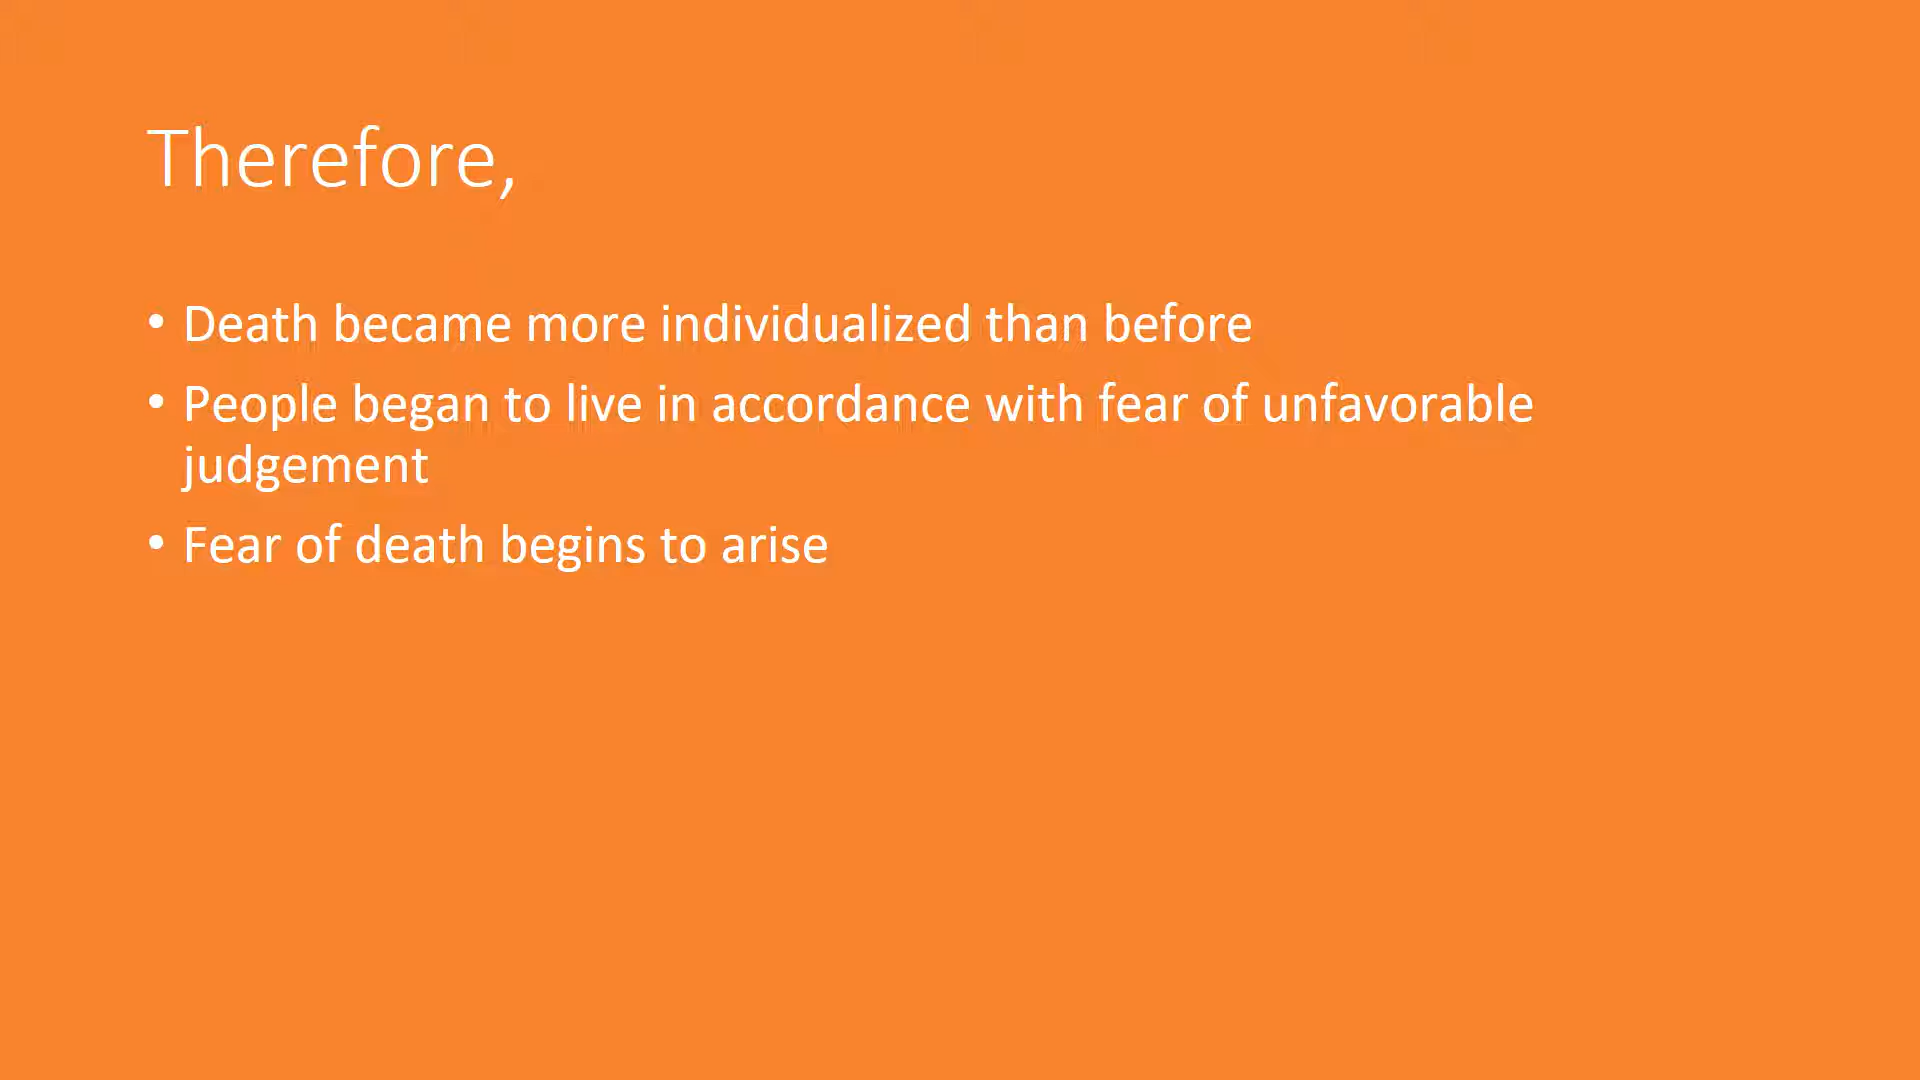 Therefore,
• Death became more individualized than before
• People began to live in accordance with fear of unfavorable
judgement
• Fear of death begins to arise